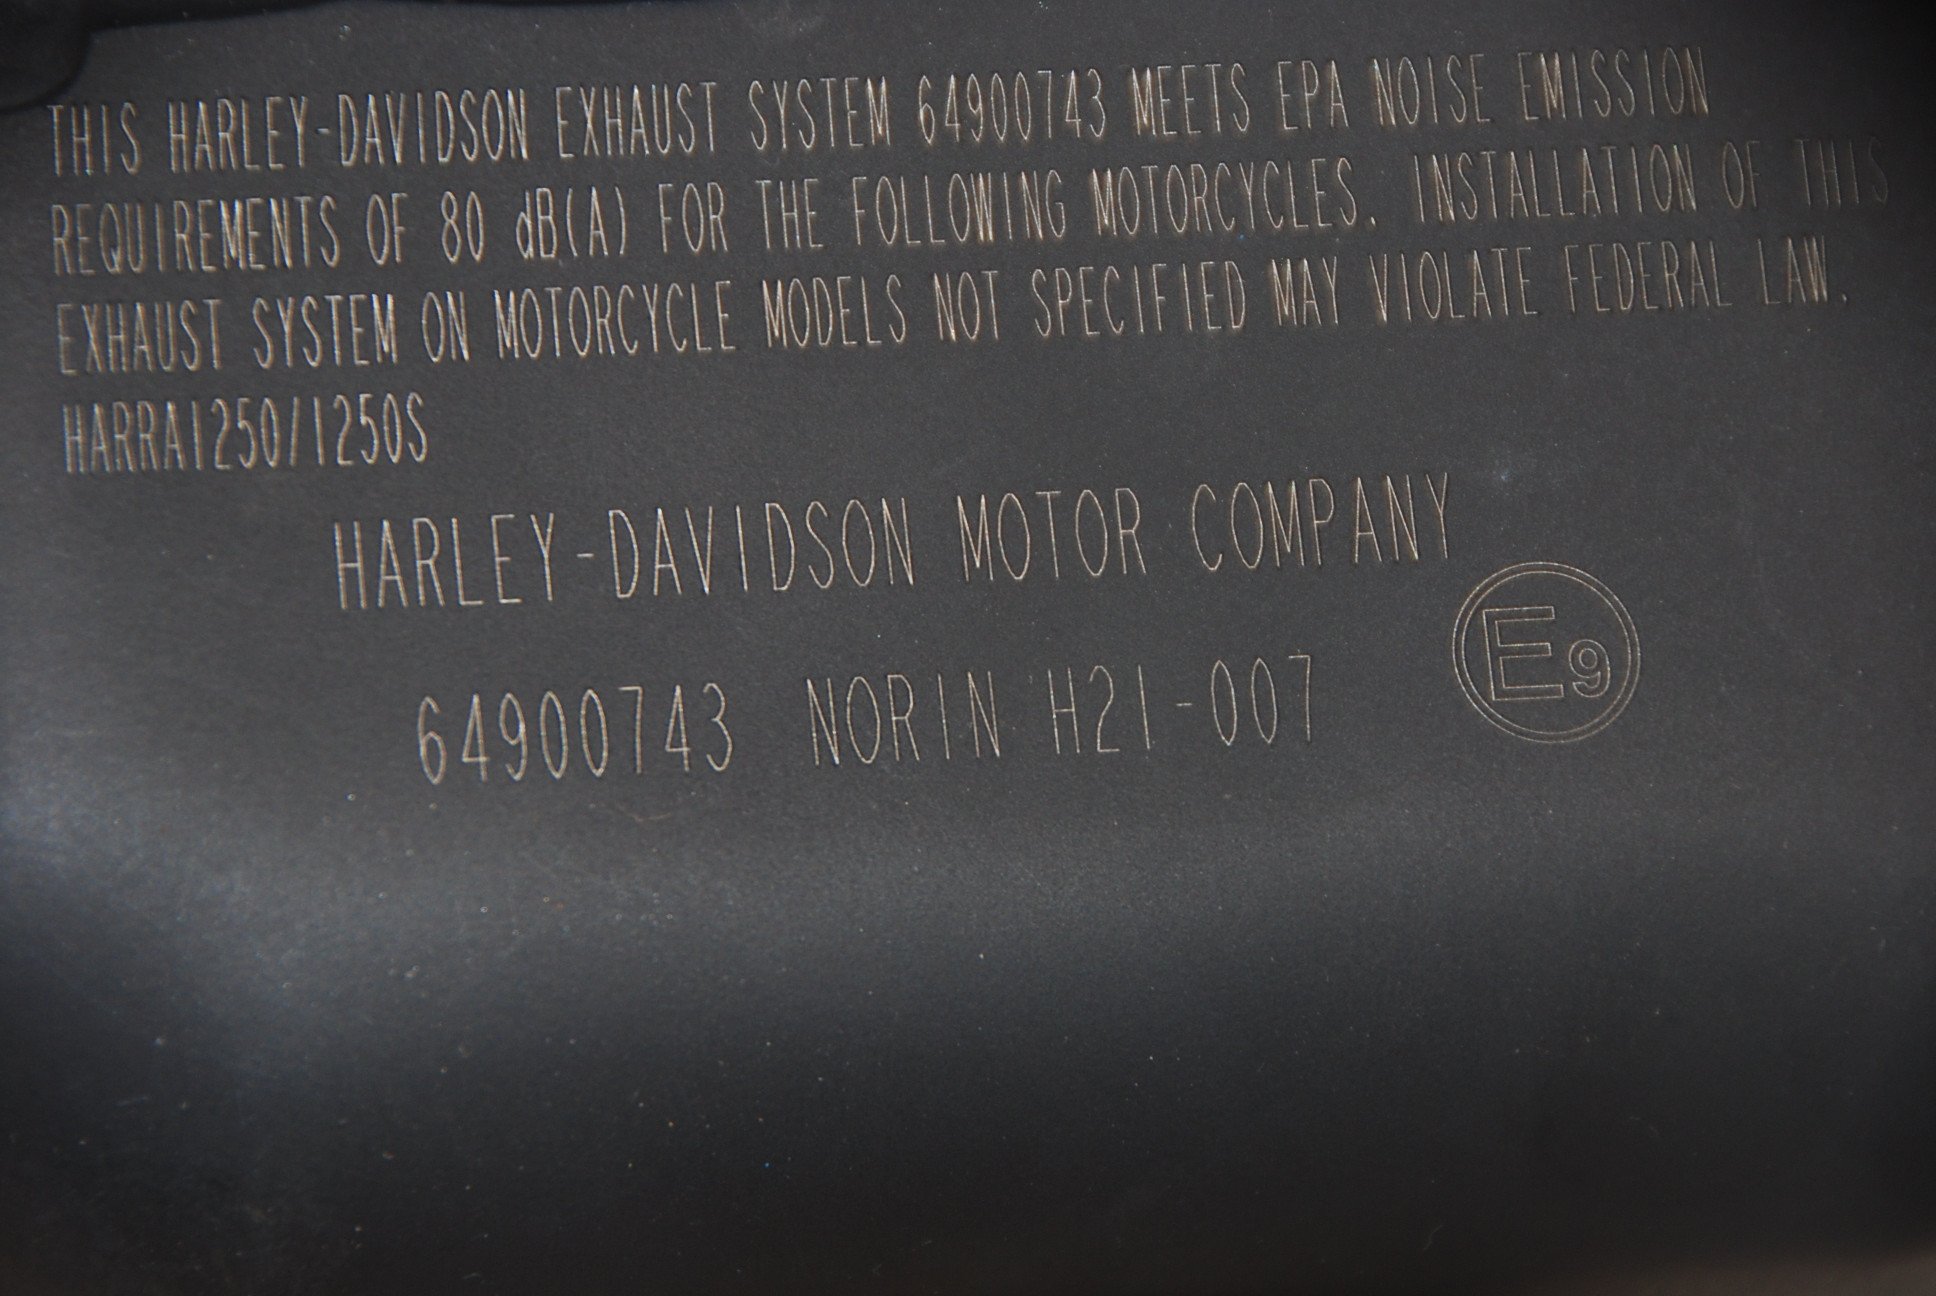 THIS HARLEY-DAVIDSON EXHAUST SYSTEM 64900743 MEETS EPA NOISE EMISSION
REQUIREMENTS OF 80 dB(A) FOR THE FOLLOWING MOTORCYCLES. INSTALLATION OF THIS
EXHAUST SYSTEM ON MOTORCYCLE MODELS NOT SPECIFIED MAY VIOLATE FEDERAL LAW.
HARRA1250/1250S
HARLEY-DAVIDSON MOTOR COMPANY
64900743 NORIN H21-007 E9